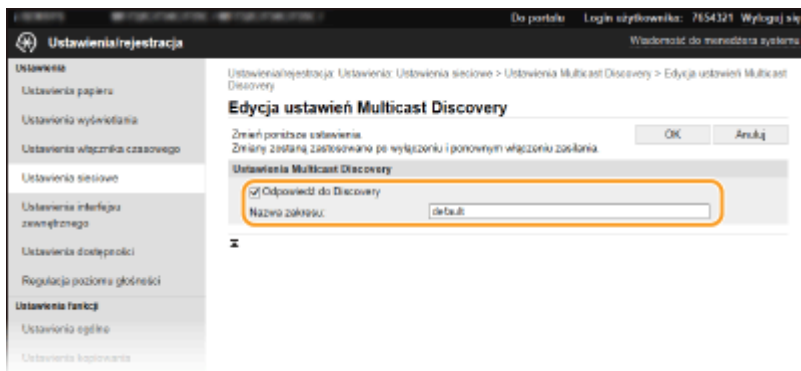 Do portalu Login użytkownika: 7654321 Wyloguj się
Ustawienia/rejestracja
Wiadomość do menedżera systemu
Ustawienia
Ustawienia papieru
Ustawienia wyświetlania
Ustawienia włącznika czasowego
Ustawienia sieciowe
Ustawienia interfejsu
zewnętrznego
Ustawienia dostępności
Regulacja poziomu głośności
Ustawienia funkcji
Ustawienia ogólne
Ustawienia kopiowania
Ustawienia/rejestracja: Ustawienia: Ustawienia sieciowe > Ustawienia Multicast Discovery > Edycja ustawień Multicast
Discovery
Edycja ustawień Multicast Discovery
Zmień poniższe ustawienia.
Zmiany zostaną zastosowane po wyłączeniu i ponownym włączeniu zasilania.
OK Anuluj
Ustawienia Multicast Discovery
Odpowiedź do Discovery
Nazwa zakresu: default